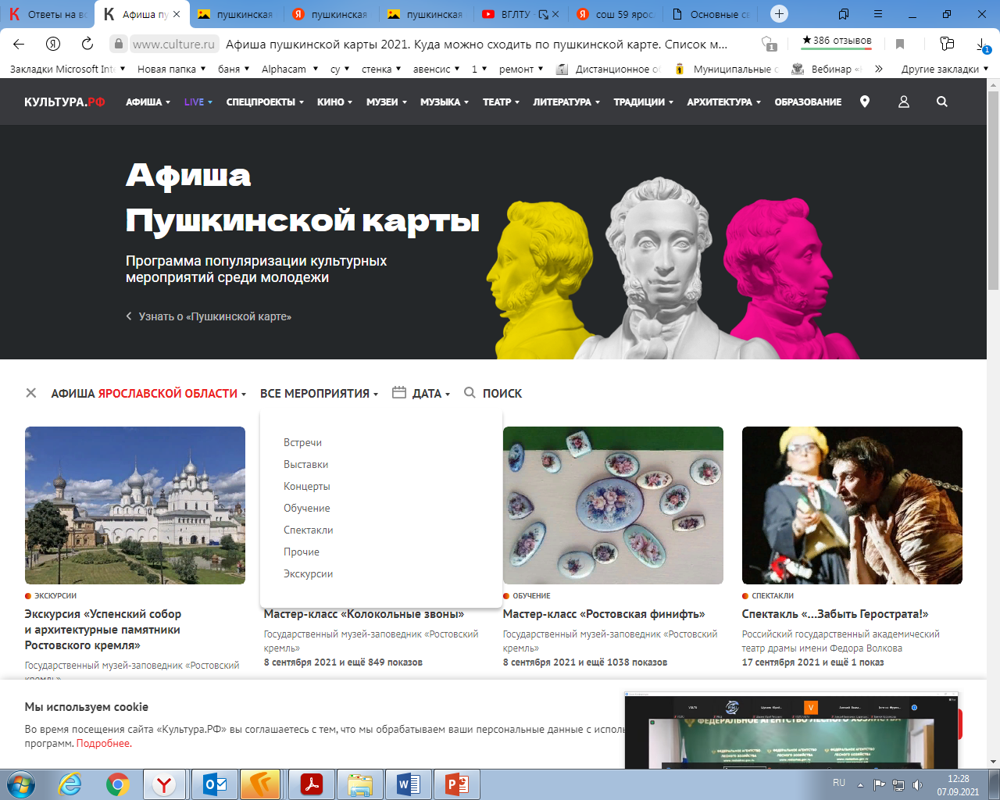 Ответы на вс
Афиша пу
пушкинская
пушкинская
пушкинская
ВГЛТУ
сош 59 ярос
Основные св
www.culture.ru
Афиша пушкинской карты 2021. Куда можно сходить по пушкинской карте. Список м...
386 отзывов
Закладки Microsoft Inte
Новая папка
баня
Alphacam
су
стенка
авенсис
1
ремонт
Дистанционное об
Муниципальные с
Вебинар
Другие закладки
КУЛЬТУРА.РФ
АФИША
LIVE
СПЕЦПРОЕКТЫ
КИНО
МУЗЕИ
МУЗЫКА
ТЕАТР
ЛИТЕРАТУРА
ТРАДИЦИИ
АРХИТЕКТУРА
ОБРАЗОВАНИЕ
Афиша
Пушкинской карты
Программа популяризации культурных
мероприятий среди молодежи
Узнать о «Пушкинской карте»
АФИША ЯРОСЛАВСКОЙ ОБЛАСТИ
ВСЕ МЕРОПРИЯТИЯ
ДАТА
ПОИСК
Встречи
Выставки
Концерты
Обучение
Спектакли
Прочие
Экскурсии
ЭКСКУРСИИ
Экскурсия «Успенский собор
и архитектурные памятники
Ростовского кремля»
Государственный музей-заповедник «Ростовский
кремль»
Мастер-класс «Колокольные звоны»
Государственный музей-заповедник «Ростовский
кремль»
8 сентября 2021 и ещё 849 показов
ОБУЧЕНИЕ
Мастер-класс «Ростовская финифть»
Государственный музей-заповедник «Ростовский
кремль»
8 сентября 2021 и ещё 1038 показов
СПЕКТАКЛИ
Спектакль «...Забыть Герострата!»
Российский государственный академический
театр драмы имени Федора Волкова
17 сентября 2021 и ещё 1 показ
Мы используем cookie
Во время посещения сайта «Культура.РФ» вы соглашаетесь с тем, что мы обрабатываем ваши персональные данные с исполь
программ. Подробнее.
ФЕДЕРАЛЬНОЕ АГЕНТСТВО ЛЕСНОГО ХОЗЯЙСТВА
ФЕДЕРАЛЬНОЕ АГЕНТСТВО
ЛЕСНОГО ХОЗЯЙСТВА
RU
12:28
07.09.2021